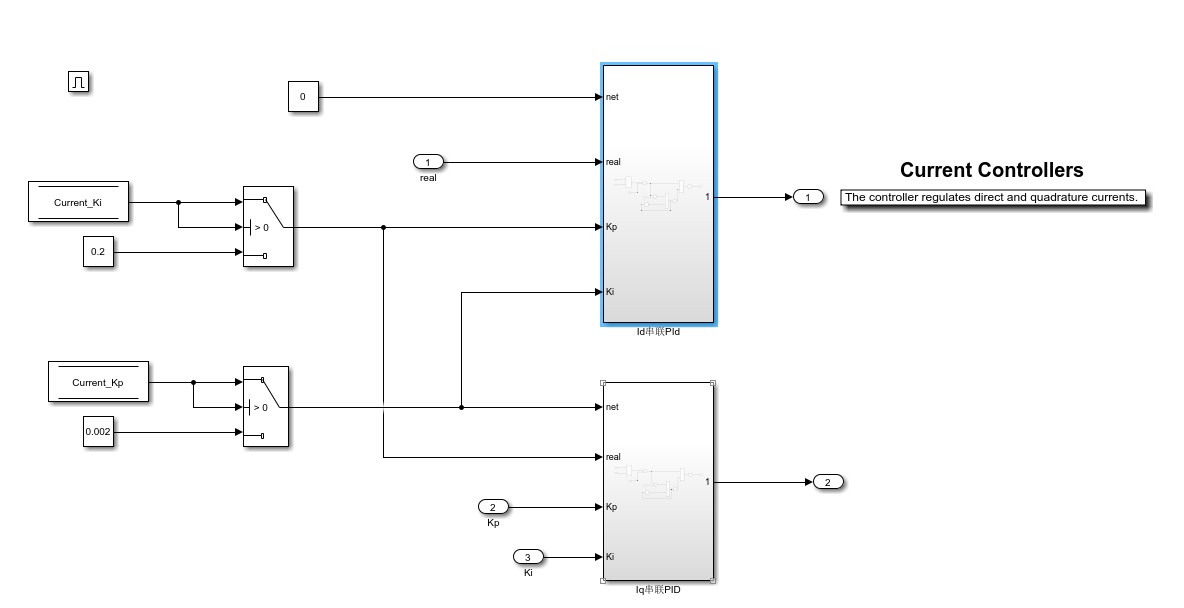 0
net
1
real
real
Current Controllers
The controller regulates direct and quadrature currents.
Current_Ki
> 0
0.2
Kp
1
1
Ki
Id串联PId
Current_Kp
> 0
0.002
net
real
1
2
2
Kp
Kp
3
Ki
Ki
Iq串联PID